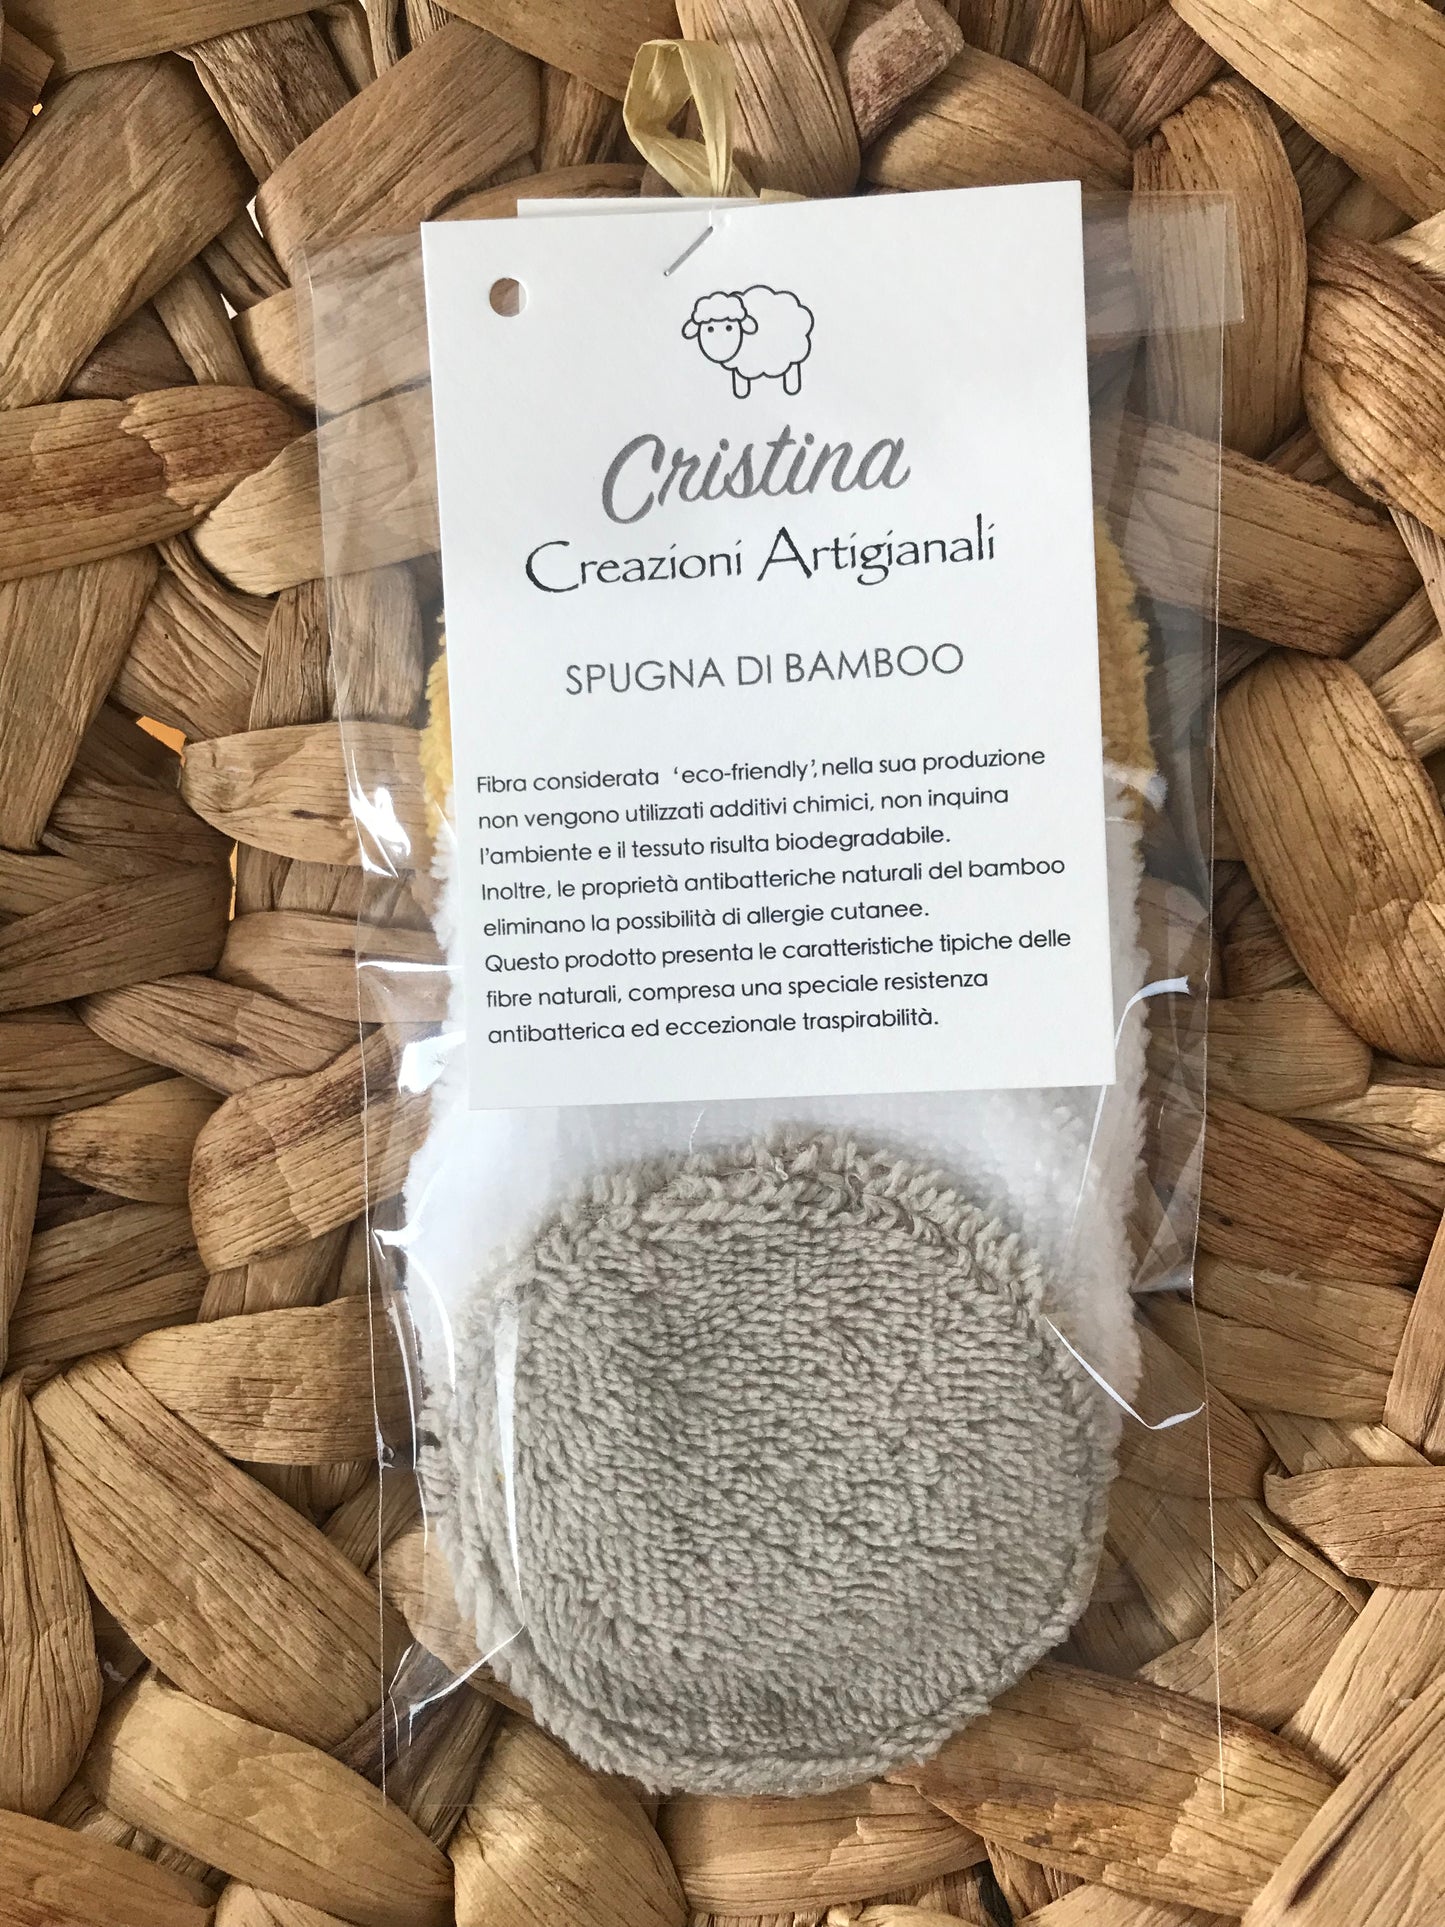 Cristina
Creazioni Artigianali
SPUGNA DI BAMBOO
Fibra considerata ‘eco-friendly’, nella sua produzione
non vengono utilizzati additivi chimici, non inquina
l’ambiente e il tessuto risulta biodegradabile.
Inoltre, le proprietà antibatteriche naturali del bamboo
eliminano la possibilità di allergie cutanee.
Questo prodotto presenta le caratteristiche tipiche delle
fibre naturali, compresa una speciale resistenza
antibatterica ed eccezionale traspirabilità.